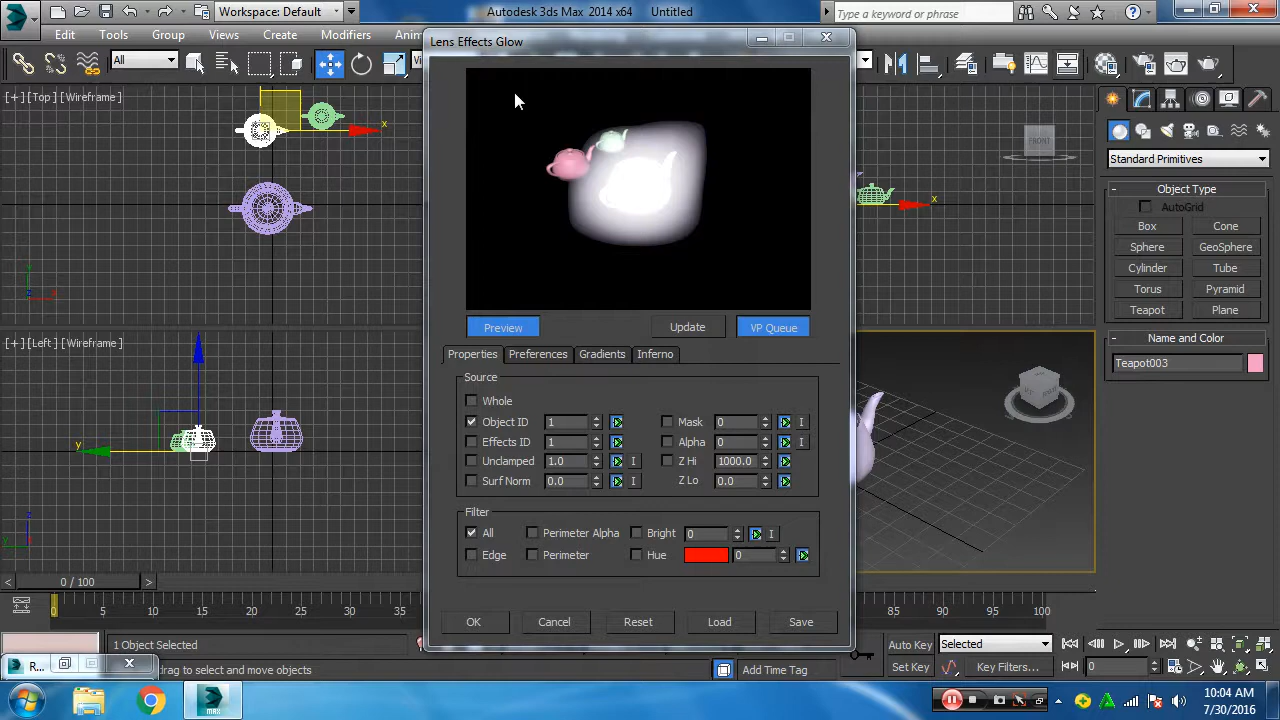 Workspace: Default
Autodesk 3ds Max 2014 x64 Untitled
Type a keyword or phrase
Edit Tools Group Views Create Modifiers
Lens Effects Glow
All
[+] [Top] [Wireframe]
x
x
FRONT
Standard Primitives
Object Type
AutoGrid
Box Cone
Sphere GeoSphere
Cylinder Tube
Torus Pyramid
Teapot Plane
Name and Color
Teapot003
Preview Update VP Queue
[+] [Left] [Wireframe]
y
Properties Preferences Gradients Inferno
Source
Whole
Object ID 1 Mask 0 I
Effects ID 1 Alpha 0 I
Unclamped 1.0 I Z Hi 1000.0
Surf Norm 0.0 I Z Lo 0.0
Filter
All Perimeter Alpha Bright 0 I
Edge Perimeter Hue 0
OK Cancel Reset Load Save
0 / 100
0 5 10 15 20 25 30 35 85 90 95 100
1 Object Selected
Auto Key Selected
R...
drag to select and move objects
Add Time Tag
Set Key Key Filters... 0
MAX
10:04 AM
7/30/2016